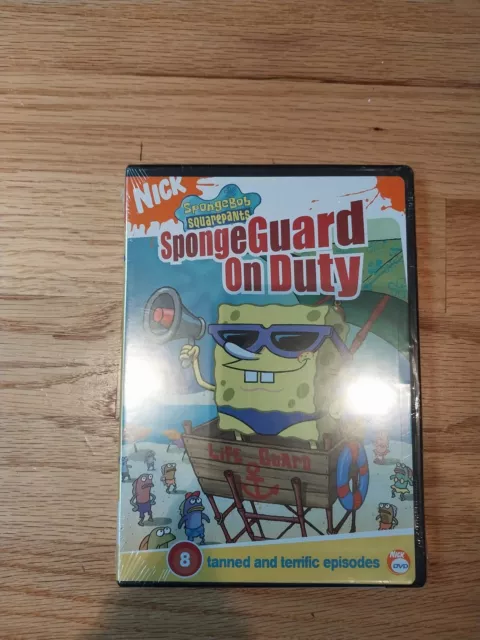 NICK
SpongeBob
SquarePants
SpongeGuard
On Duty
Life Guard
8 tanned and terrific episodes
NICK
DVD